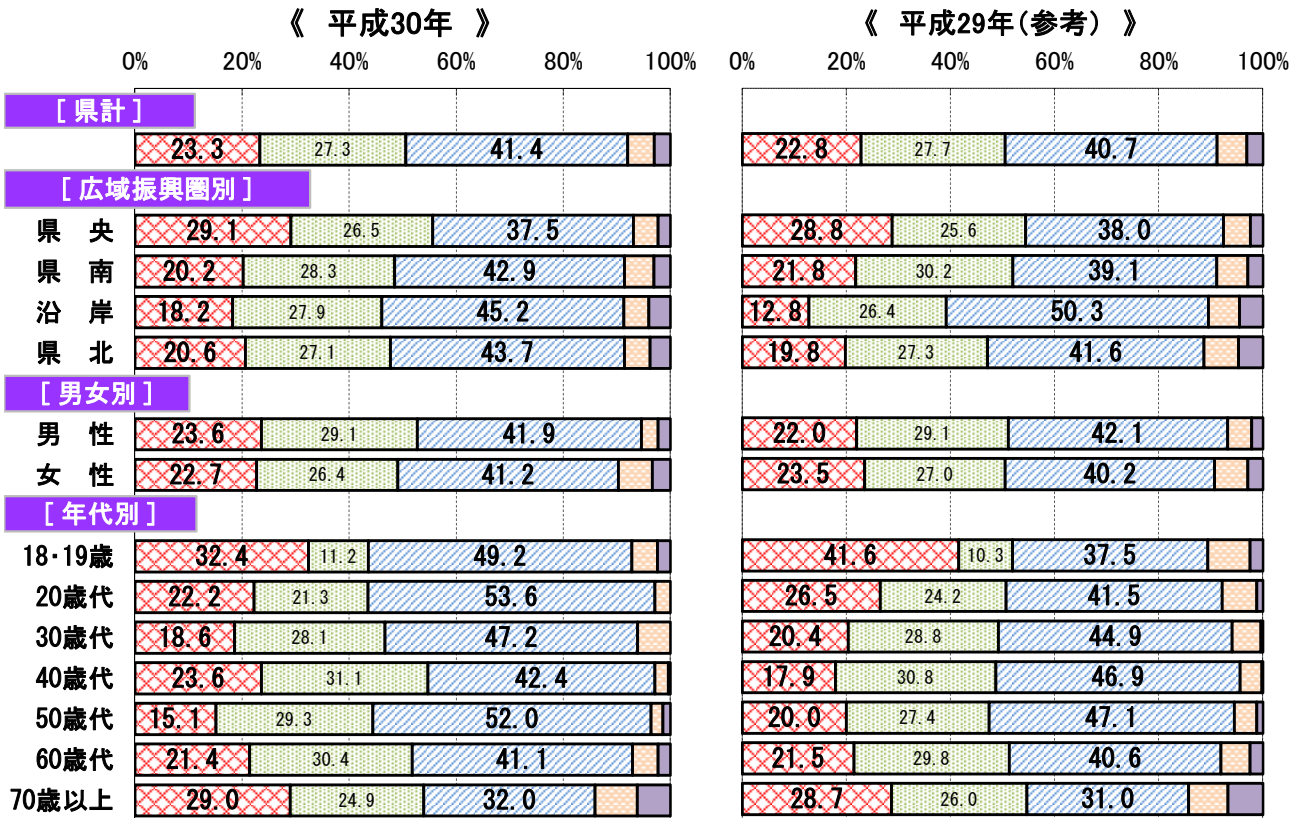 《 平成30年 》 《 平成29年(参考) 》
0% 20% 40% 60% 80% 100% 0% 20% 40% 60% 80% 100%
[ 県計 ]
23.3 27.3 41.4 22.8 27.7 40.7
[ 広域振興圏別 ]
県 央 29.1 26.5 37.5 28.8 25.6 38.0
県 南 20.2 28.3 42.9 21.8 30.2 39.1
沿 岸 18.2 27.9 45.2 12.8 26.4 50.3
県 北 20.6 27.1 43.7 19.8 27.3 41.6
[ 男女別 ]
男 性 23.6 29.1 41.9 22.0 29.1 42.1
女 性 22.7 26.4 41.2 23.5 27.0 40.2
[ 年代別 ]
18・19歳 32.4 11.2 49.2 41.6 10.3 37.5
20歳代 22.2 21.3 53.6 26.5 24.2 41.5
30歳代 18.6 28.1 47.2 20.4 28.8 44.9
40歳代 23.6 31.1 42.4 17.9 30.8 46.9
50歳代 15.1 29.3 52.0 20.0 27.4 47.1
60歳代 21.4 30.4 41.1 21.5 29.8 40.6
70歳以上 29.0 24.9 32.0 28.7 26.0 31.0